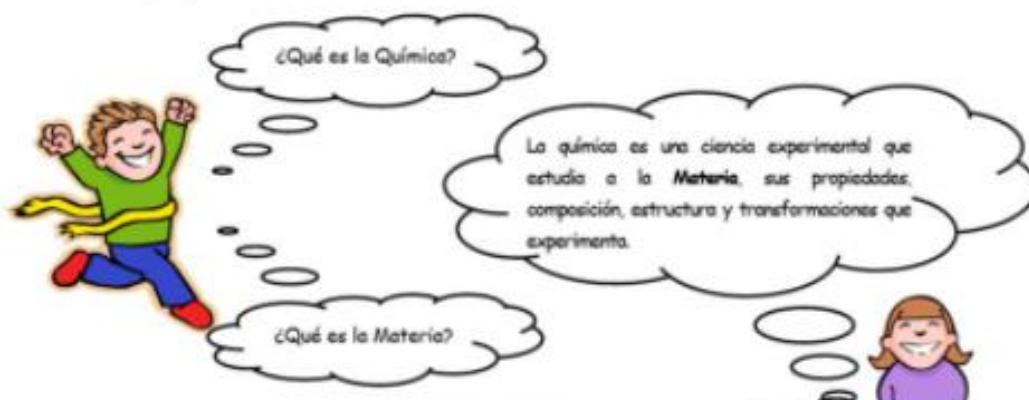 ¿Qué es la Química?
La química es una ciencia experimental que
estudia a la Materia, sus propiedades,
composición, estructura y transformaciones que
experimenta.
¿Qué es la Materia?